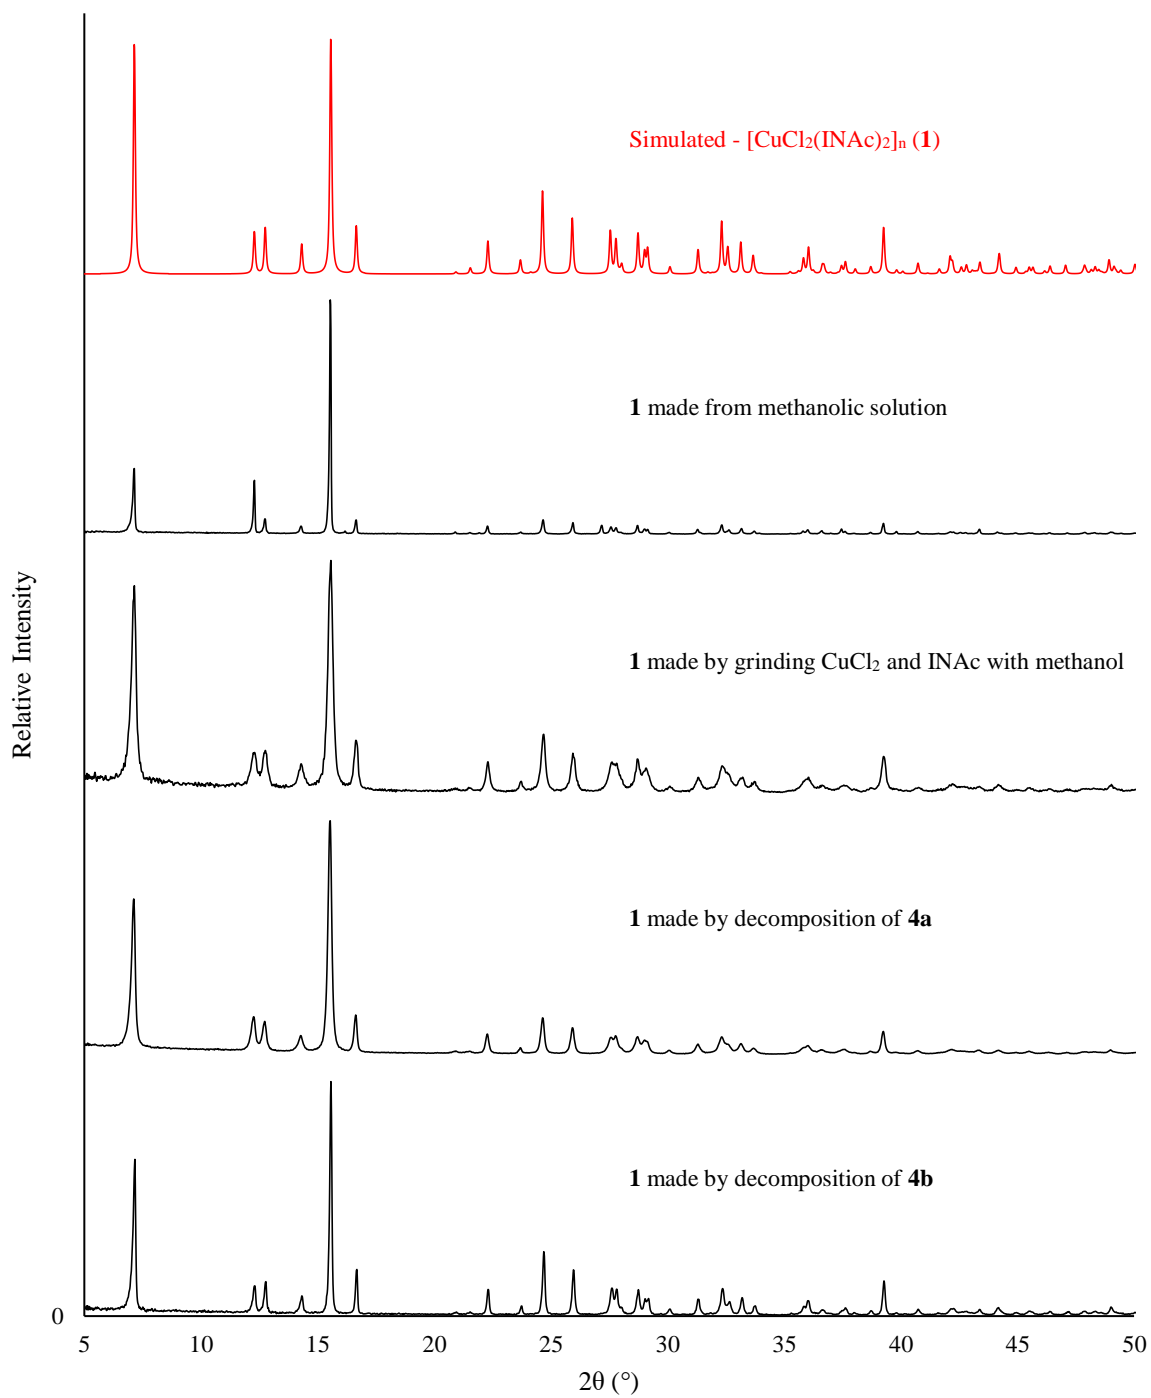 Simulated - [CuCl₂(INAc)₂]ₙ (1)
1 made from methanolic solution
1 made by grinding CuCl₂ and INAc with methanol
1 made by decomposition of 4a
1 made by decomposition of 4b
Relative Intensity
0
5 10 15 20 25 30 35 40 45 50
2θ (°)